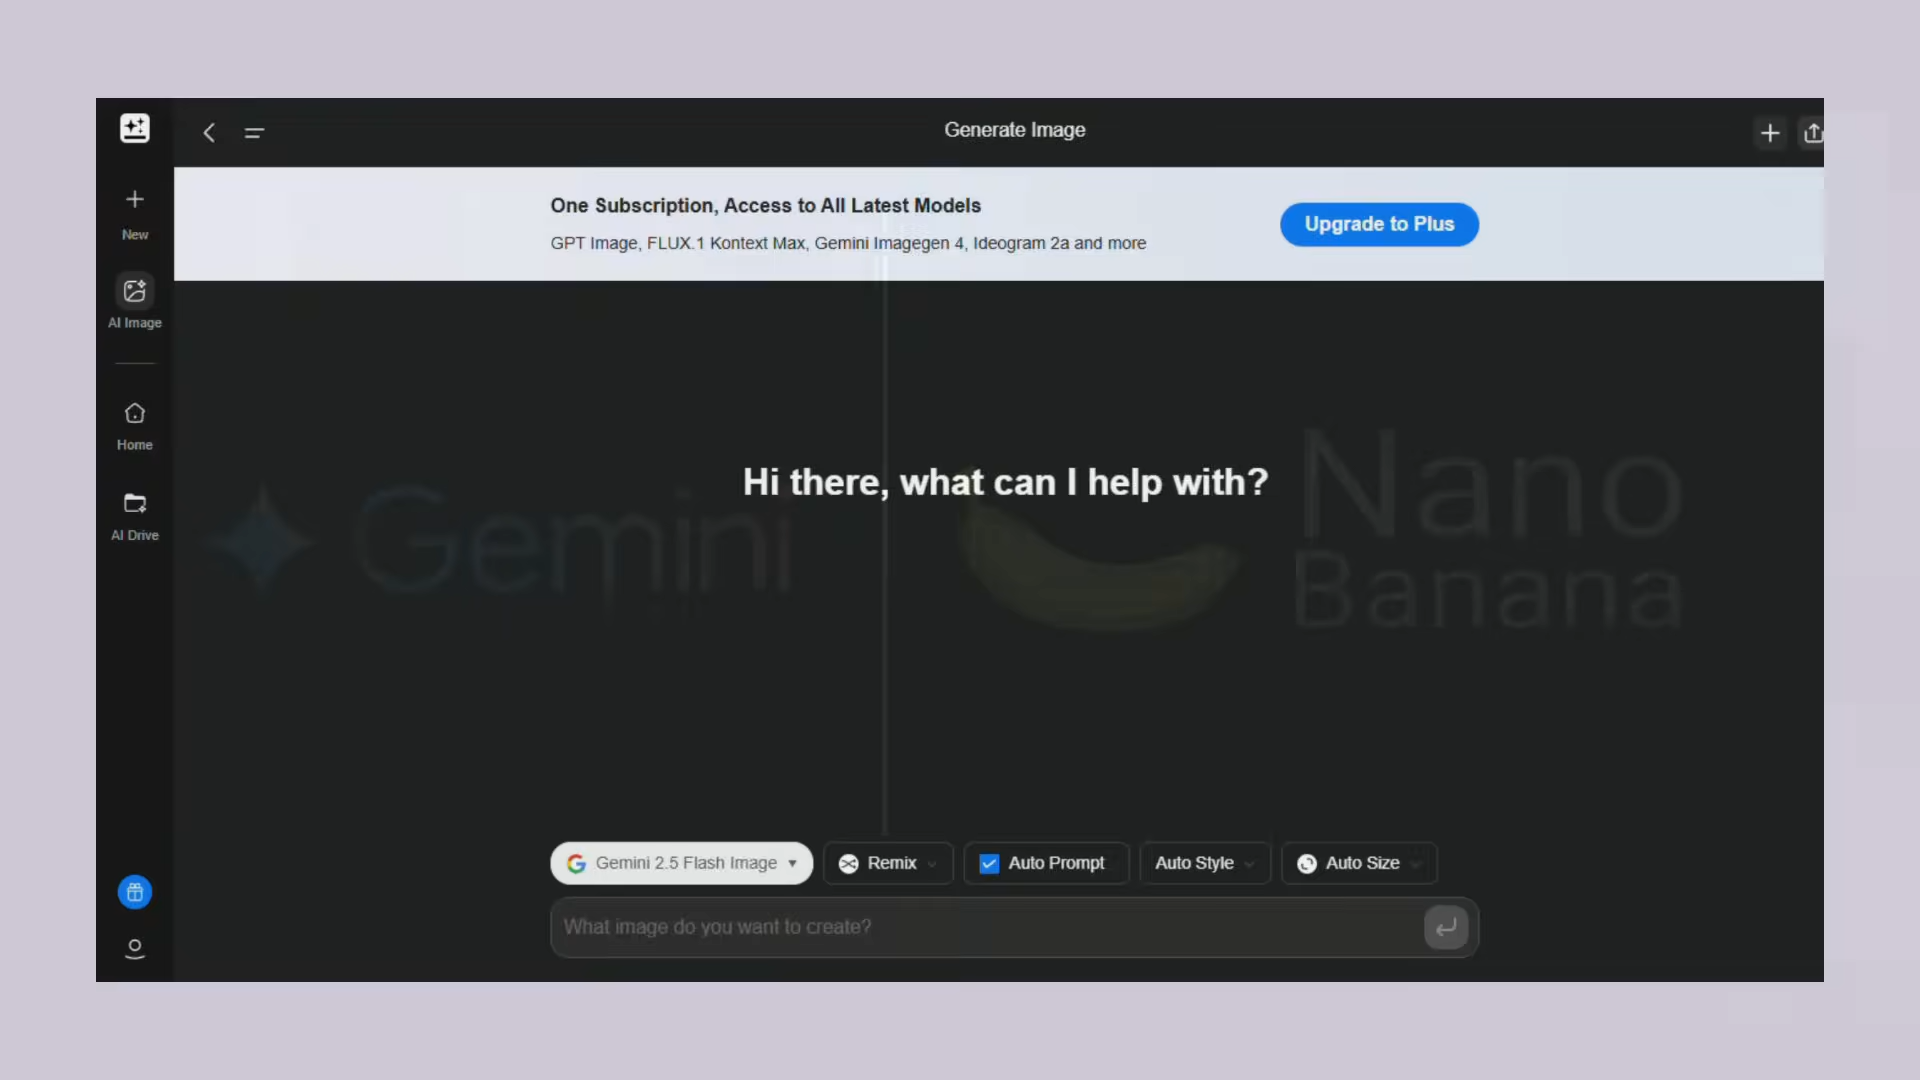 Generate Image
One Subscription, Access to All Latest Models
GPT Image, FLUX.1 Kontext Max, Gemini Imagegen 4, Ideogram 2a and more
Upgrade to Plus
New
AI Image
Home
AI Drive
Hi there, what can I help with?
Gemini
Nano
Banana
Gemini 2.5 Flash Image
Remix
Auto Prompt
Auto Style
Auto Size
What image do you want to create?